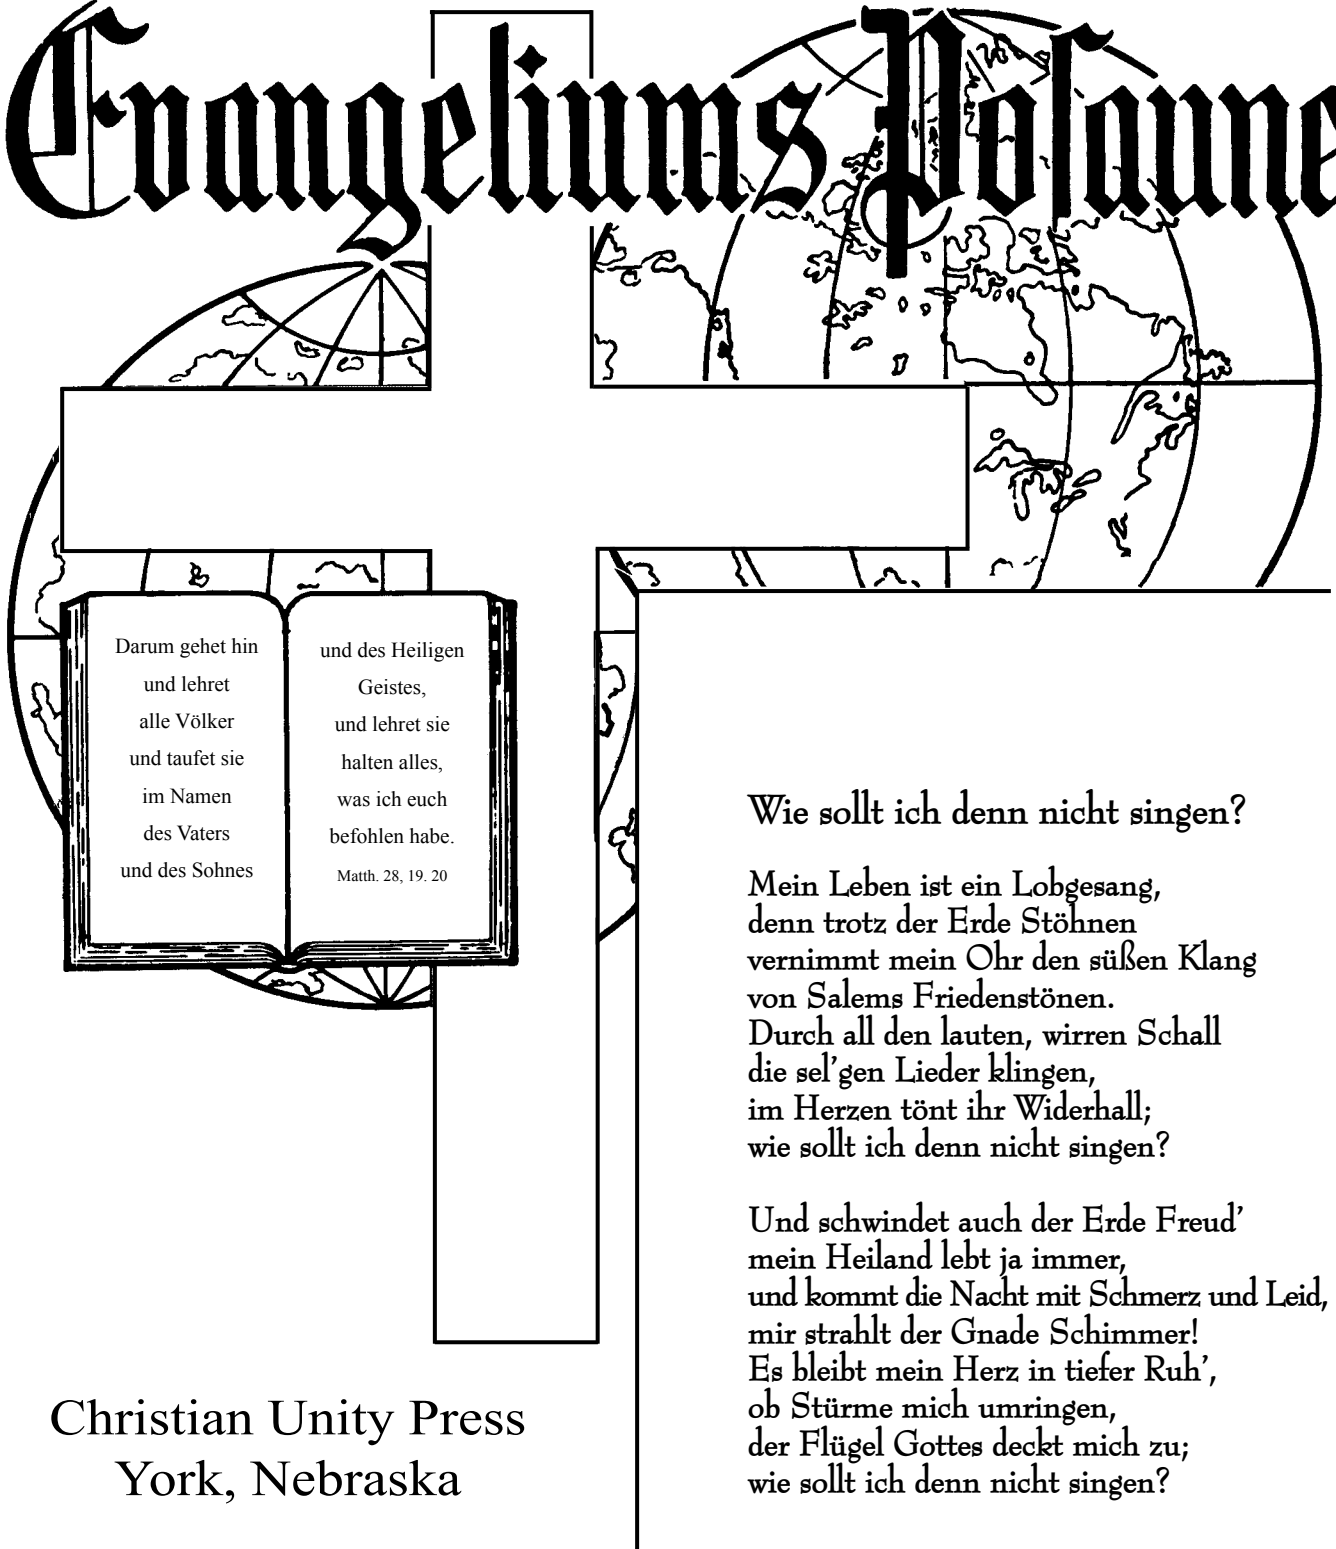 Evangeliums Posaune
Darum gehet hin
und lehret
alle Völker
und taufet sie
im Namen
des Vaters
und des Sohnes
und des Heiligen
Geistes,
und lehret sie
halten alles,
was ich euch
befohlen habe.
Matth. 28, 19. 20
Christian Unity Press
York, Nebraska
Wie sollt ich denn nicht singen?
Mein Leben ist ein Lobgesang,
denn trotz der Erde Stöhnen
vernimmt mein Ohr den süßen Klang
von Salems Friedenstönen.
Durch all den lauten, wirren Schall
die sel’gen Lieder klingen,
im Herzen tönt ihr Widerhall;
wie sollt ich denn nicht singen?
Und schwindet auch der Erde Freud’
mein Heiland lebt ja immer,
und kommt die Nacht mit Schmerz und Leid,
mir strahlt der Gnade Schimmer!
Es bleibt mein Herz in tiefer Ruh’,
ob Stürme mich umringen,
der Flügel Gottes deckt mich zu;
wie sollt ich denn nicht singen?